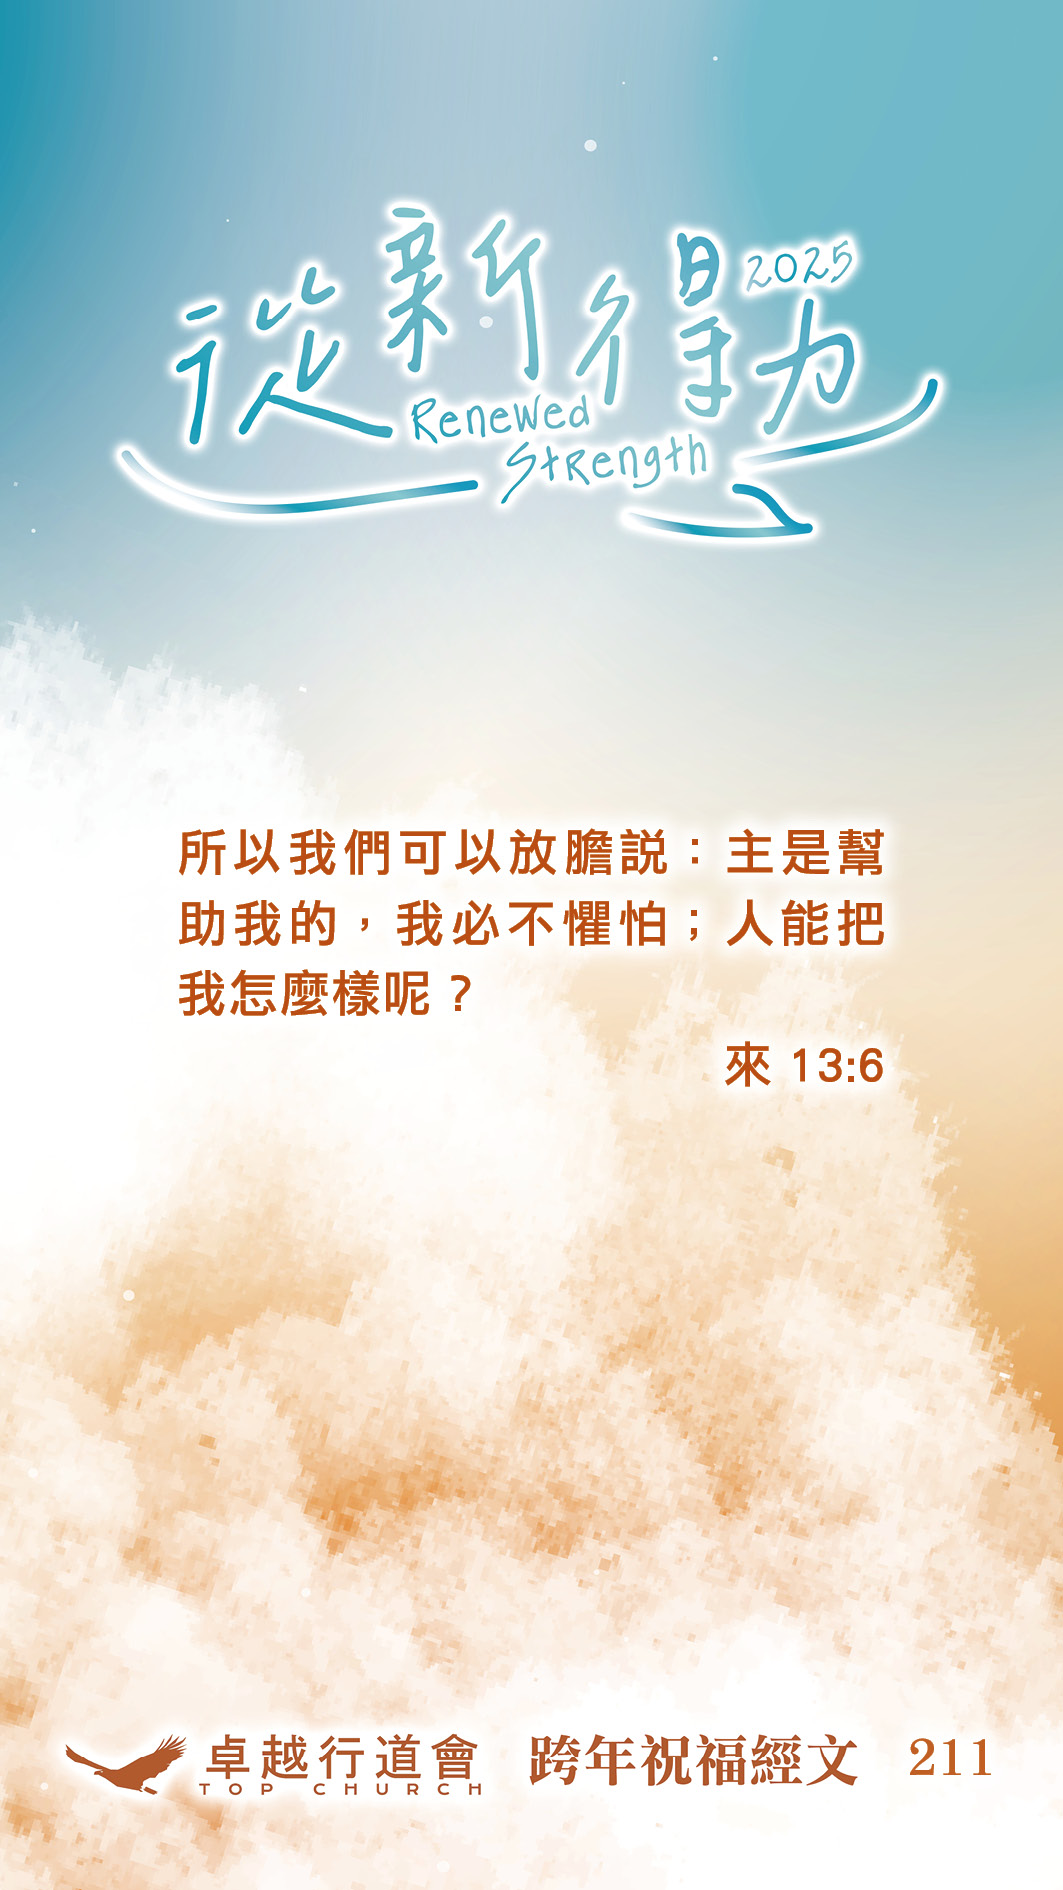 從新得力 2025
Renewed
Strength
所以我們可以放膽説：主是幫
助我的，我必不懼怕；人能把
我怎麼樣呢？
來 13:6
卓越行道會 跨年祝福經文 211
TOP CHURCH